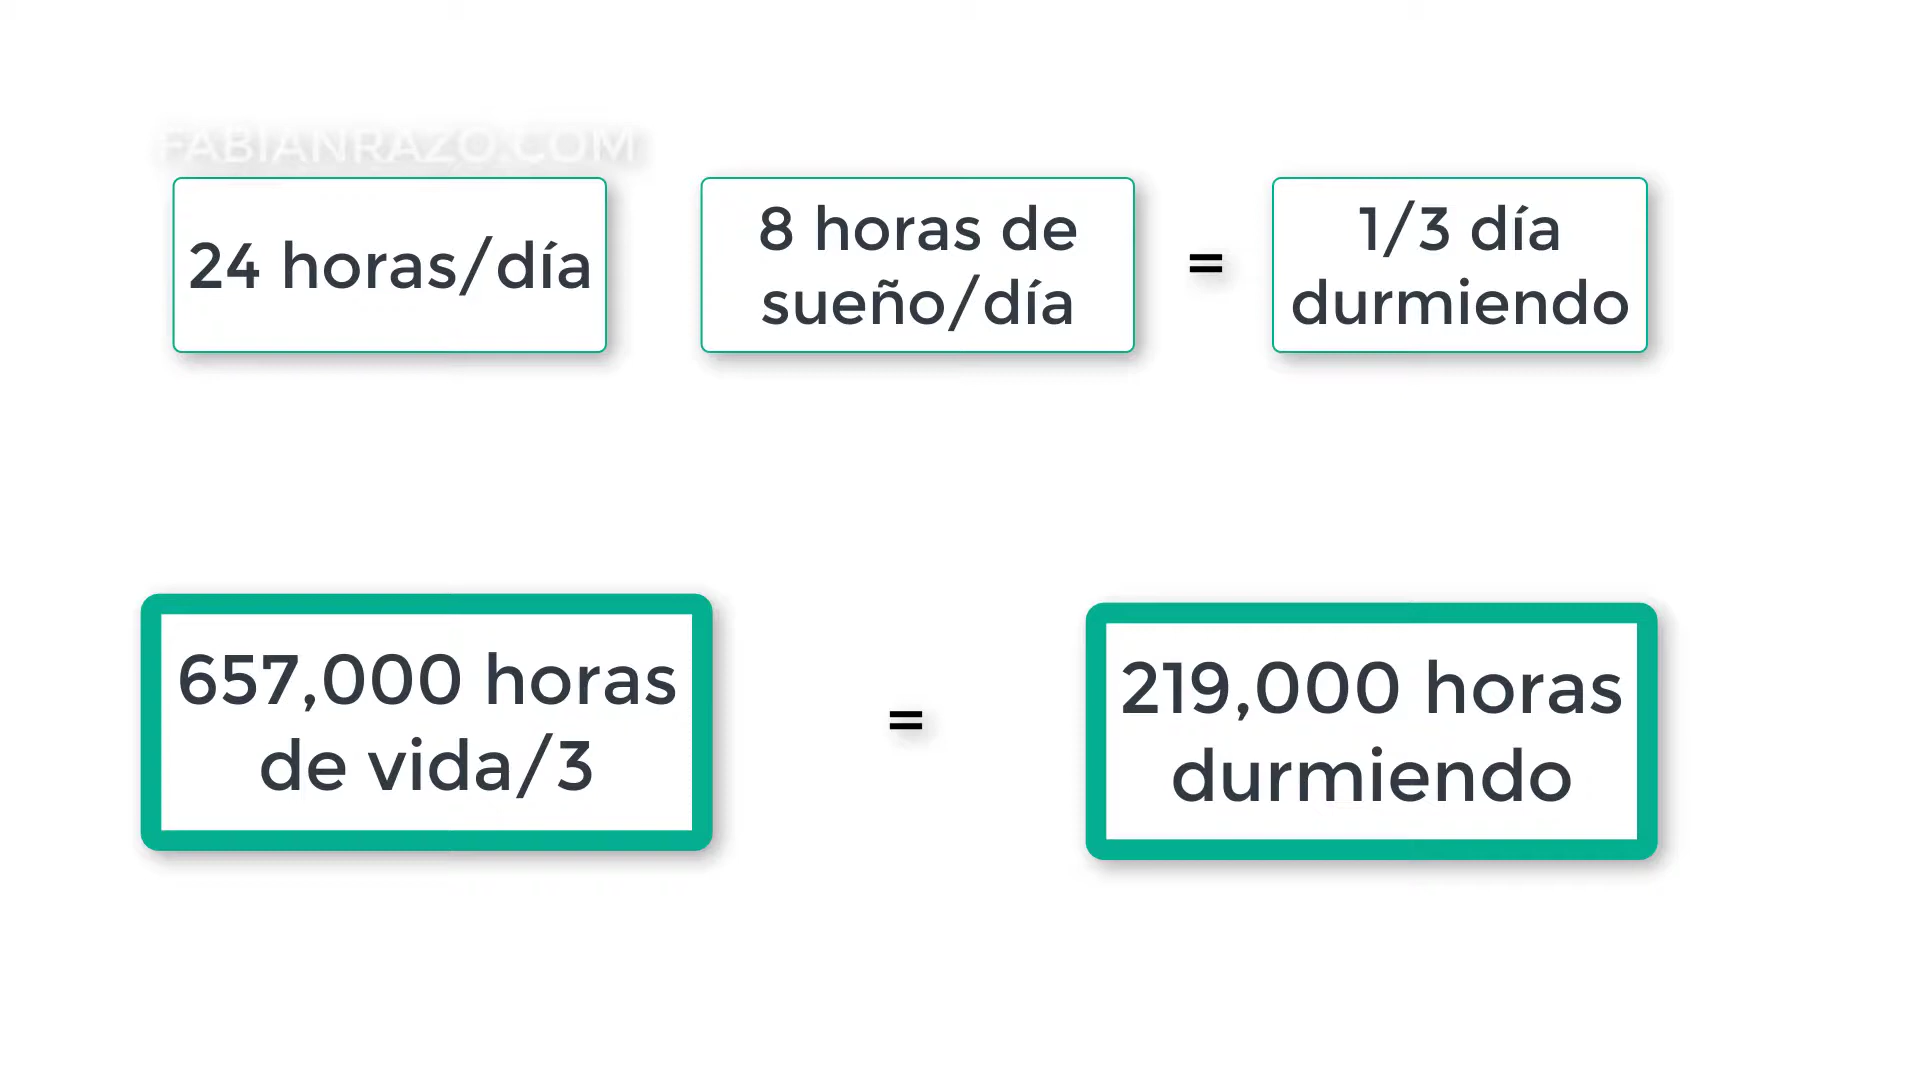 FABIANRAZO.COM
24 horas/día
8 horas de
sueño/día
=
1/3 día
durmiendo
657,000 horas
de vida/3
=
219,000 horas
durmiendo